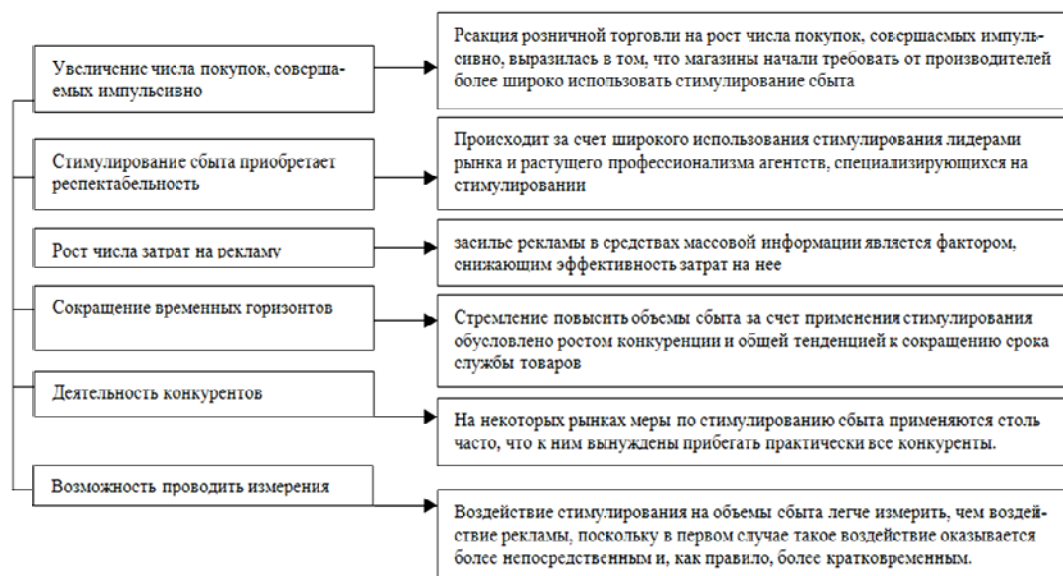 Увеличение числа покупок, соверша-
емых импульсивно
Реакция розничной торговли на рост числа покупок, совершаемых импуль-
сивно, выразилась в том, что магазины начали требовать от производителей
более широко использовать стимулирование сбыта
Стимулирование сбыта приобретает
респектабельность
Происходит за счет широкого использования стимулирования лидерами
рынка и растущего профессионализма агентств, специализирующихся на
стимулировании
Рост числа затрат на рекламу
засилье рекламы в средствах массовой информации является фактором,
снижающим эффективность затрат на нее
Сокращение временных горизонтов
Стремление повысить объемы сбыта за счет применения стимулирования
обусловлено ростом конкуренции и общей тенденцией к сокращению срока
службы товаров
Деятельность конкурентов
На некоторых рынках меры по стимулированию сбыта применяются столь
часто, что к ним вынуждены прибегать практически все конкуренты.
Возможность проводить измерения
Воздействие стимулирования на объемы сбыта легче измерить, чем воздей-
ствие рекламы, поскольку в первом случае такое воздействие оказывается
более непосредственным и, как правило, более кратковременным.